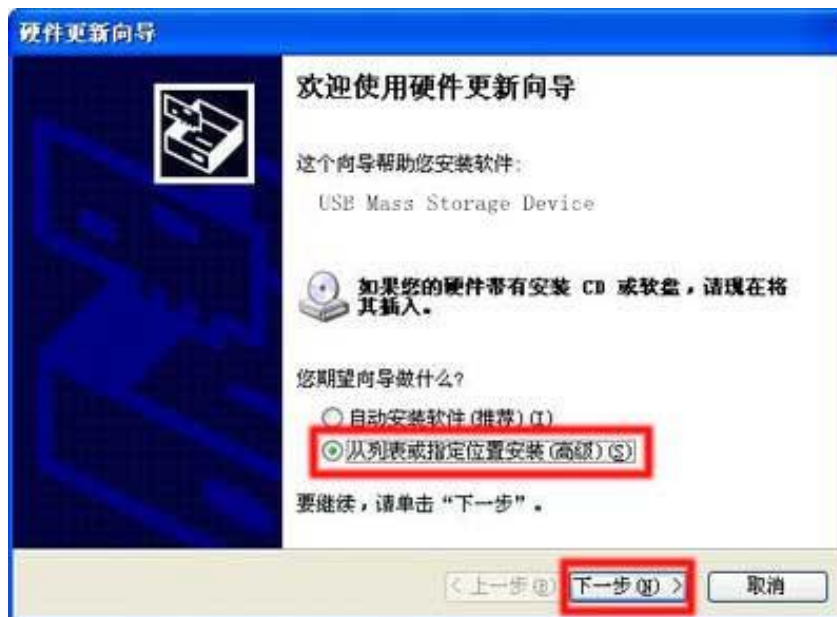 硬件更新向导
欢迎使用硬件更新向导
这个向导帮助您安装软件:
USB Mass Storage Device
如果您的硬件带有安装 CD 或软盘，请现在将
其插入。
您期望向导做什么?
自动安装软件(推荐)(I)
从列表或指定位置安装(高级)(S)
要继续，请单击“下一步”。
< 上一步(B)
下一步(N) >
取消